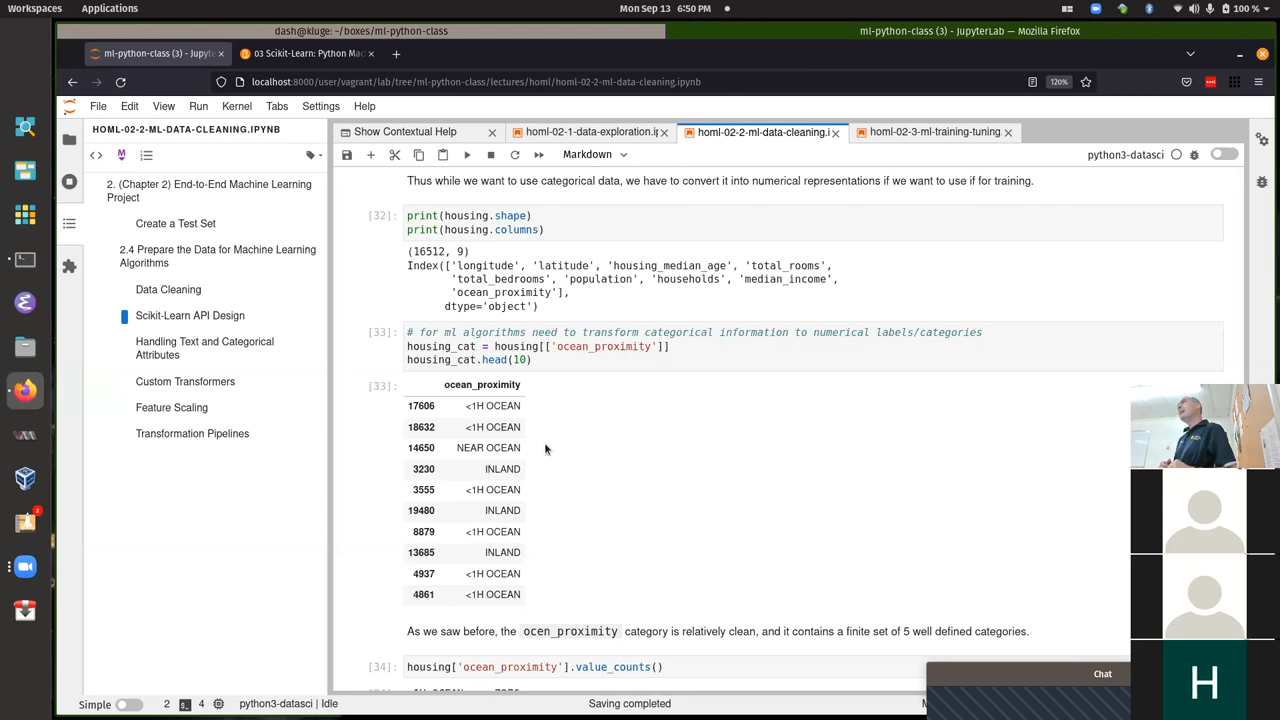 Workspaces Applications Mon Sep 13 6:50 PM 100 %
dash@kluge: ~/boxes/ml-python-class ml-python-class (3) - JupyterLab — Mozilla Firefox
ml-python-class (3) - Jupyte 03 Scikit-Learn: Python Mac
localhost:8000/user/vagrant/lab/tree/ml-python-class/lectures/homl/homl-02-2-ml-data-cleaning.ipynb 120%
File Edit View Run Kernel Tabs Settings Help
HOML-02-2-ML-DATA-CLEANING.IPYNB
2. (Chapter 2) End-to-End Machine Learning
Project
Create a Test Set
2.4 Prepare the Data for Machine Learning
Algorithms
Data Cleaning
Scikit-Learn API Design
Handling Text and Categorical
Attributes
Custom Transformers
Feature Scaling
Transformation Pipelines
Show Contextual Help homl-02-1-data-exploration.i homl-02-2-ml-data-cleaning.i homl-02-3-ml-training-tuning.
Markdown python3-datasci
Thus while we want to use categorical data, we have to convert it into numerical representations if we want to use if for training.
[32]: print(housing.shape)
print(housing.columns)
(16512, 9)
Index(['longitude', 'latitude', 'housing_median_age', 'total_rooms',
'total_bedrooms', 'population', 'households', 'median_income',
'ocean_proximity'],
dtype='object')
[33]: # for ml algorithms need to transform categorical information to numerical labels/categories
housing_cat = housing[['ocean_proximity']]
housing_cat.head(10)
[33]: ocean_proximity
17606 <1H OCEAN
18632 <1H OCEAN
14650 NEAR OCEAN
3230 INLAND
3555 <1H OCEAN
19480 INLAND
8879 <1H OCEAN
13685 INLAND
4937 <1H OCEAN
4861 <1H OCEAN
As we saw before, the ocen_proximity category is relatively clean, and it contains a finite set of 5 well defined categories.
[34]: housing['ocean_proximity'].value_counts()
Chat
H
Simple 2 4 python3-datasci | Idle Saving completed
2